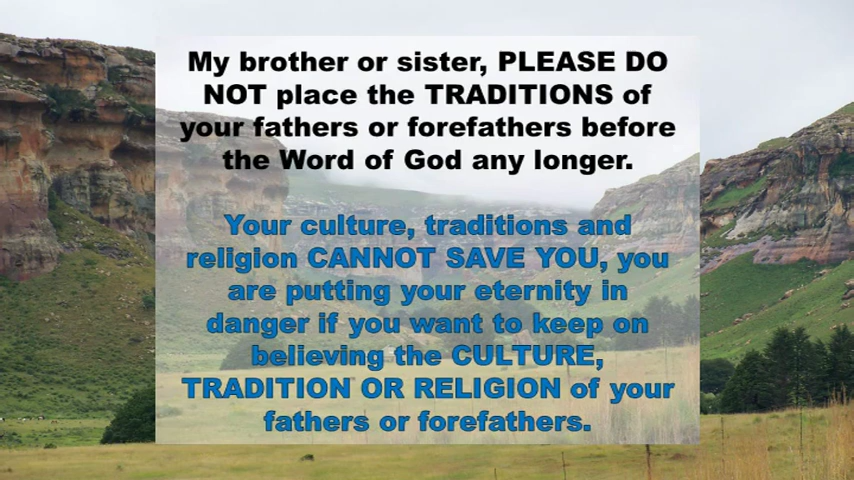 My brother or sister, PLEASE DO
NOT place the TRADITIONS of
your fathers or forefathers before
the Word of God any longer.
Your culture, traditions and
religion CANNOT SAVE YOU, you
are putting your eternity in
danger if you want to keep on
believing the CULTURE,
TRADITION OR RELIGION of your
fathers or forefathers.